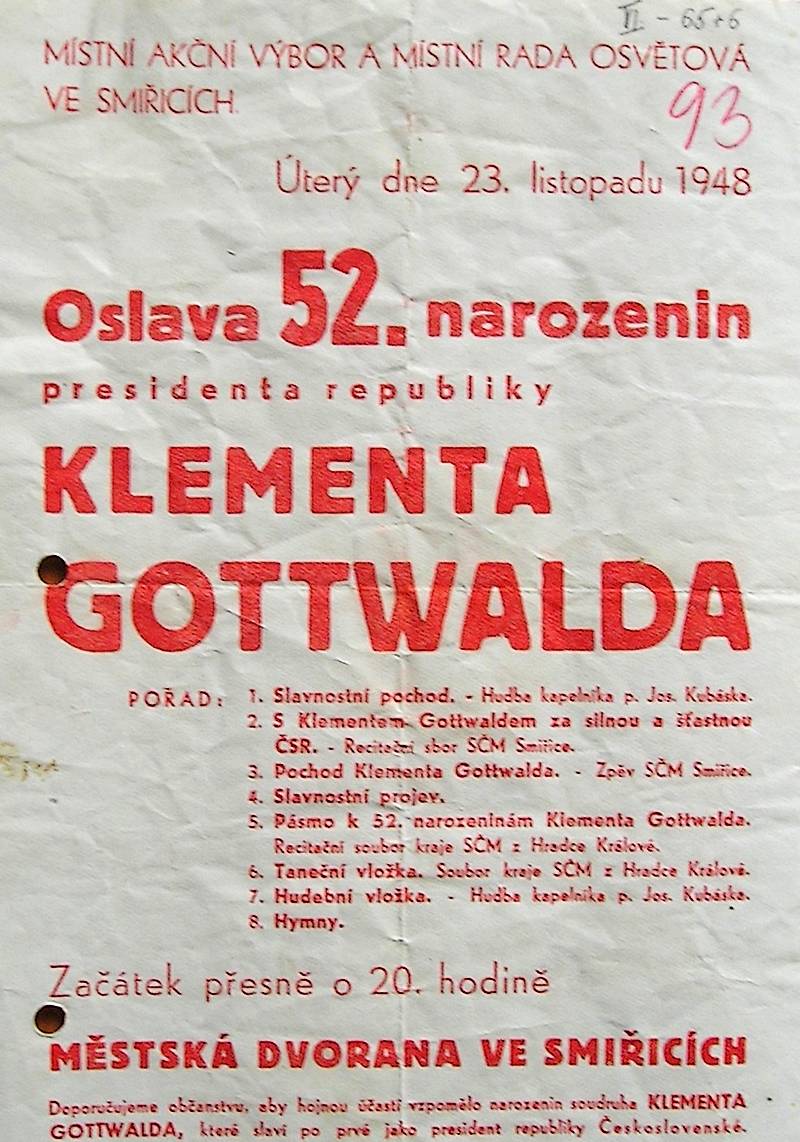 II - 65+6
MÍSTNÍ AKČNÍ VÝBOR A MÍSTNÍ RADA OSVĚTOVÁ
VE SMIŘICÍCH.
93
Úterý dne 23. listopadu 1948
Oslava 52. narozenin
presidenta republiky
KLEMENTA
GOTTWALDA
POŘAD: 1. Slavnostní pochod. - Hudba kapelníka p. Jos. Kubáska.
2. S Klementem Gottwaldem za silnou a šťastnou
ČSR. - Recitační sbor SČM Smiřice.
3. Pochod Klementa Gottwalda. - Zpěv SČM Smiřice.
4. Slavnostní projev.
5. Pásmo k 52. narozeninám Klementa Gottwalda.
Recitační soubor kraje SČM z Hradce Králové.
6. Taneční vložka. Soubor kraje SČM z Hradce Králové.
7. Hudební vložka. - Hudba kapelníka p. Jos. Kubáska.
8. Hymny.
Začátek přesně o 20. hodině
MĚSTSKÁ DVORANA VE SMIŘICÍCH
Doporučujeme občanstvu, aby hojnou účastí vzpomělo narozenin soudruha KLEMENTA
GOTTWALDA, které slaví po prvé jako president republiky Československé.